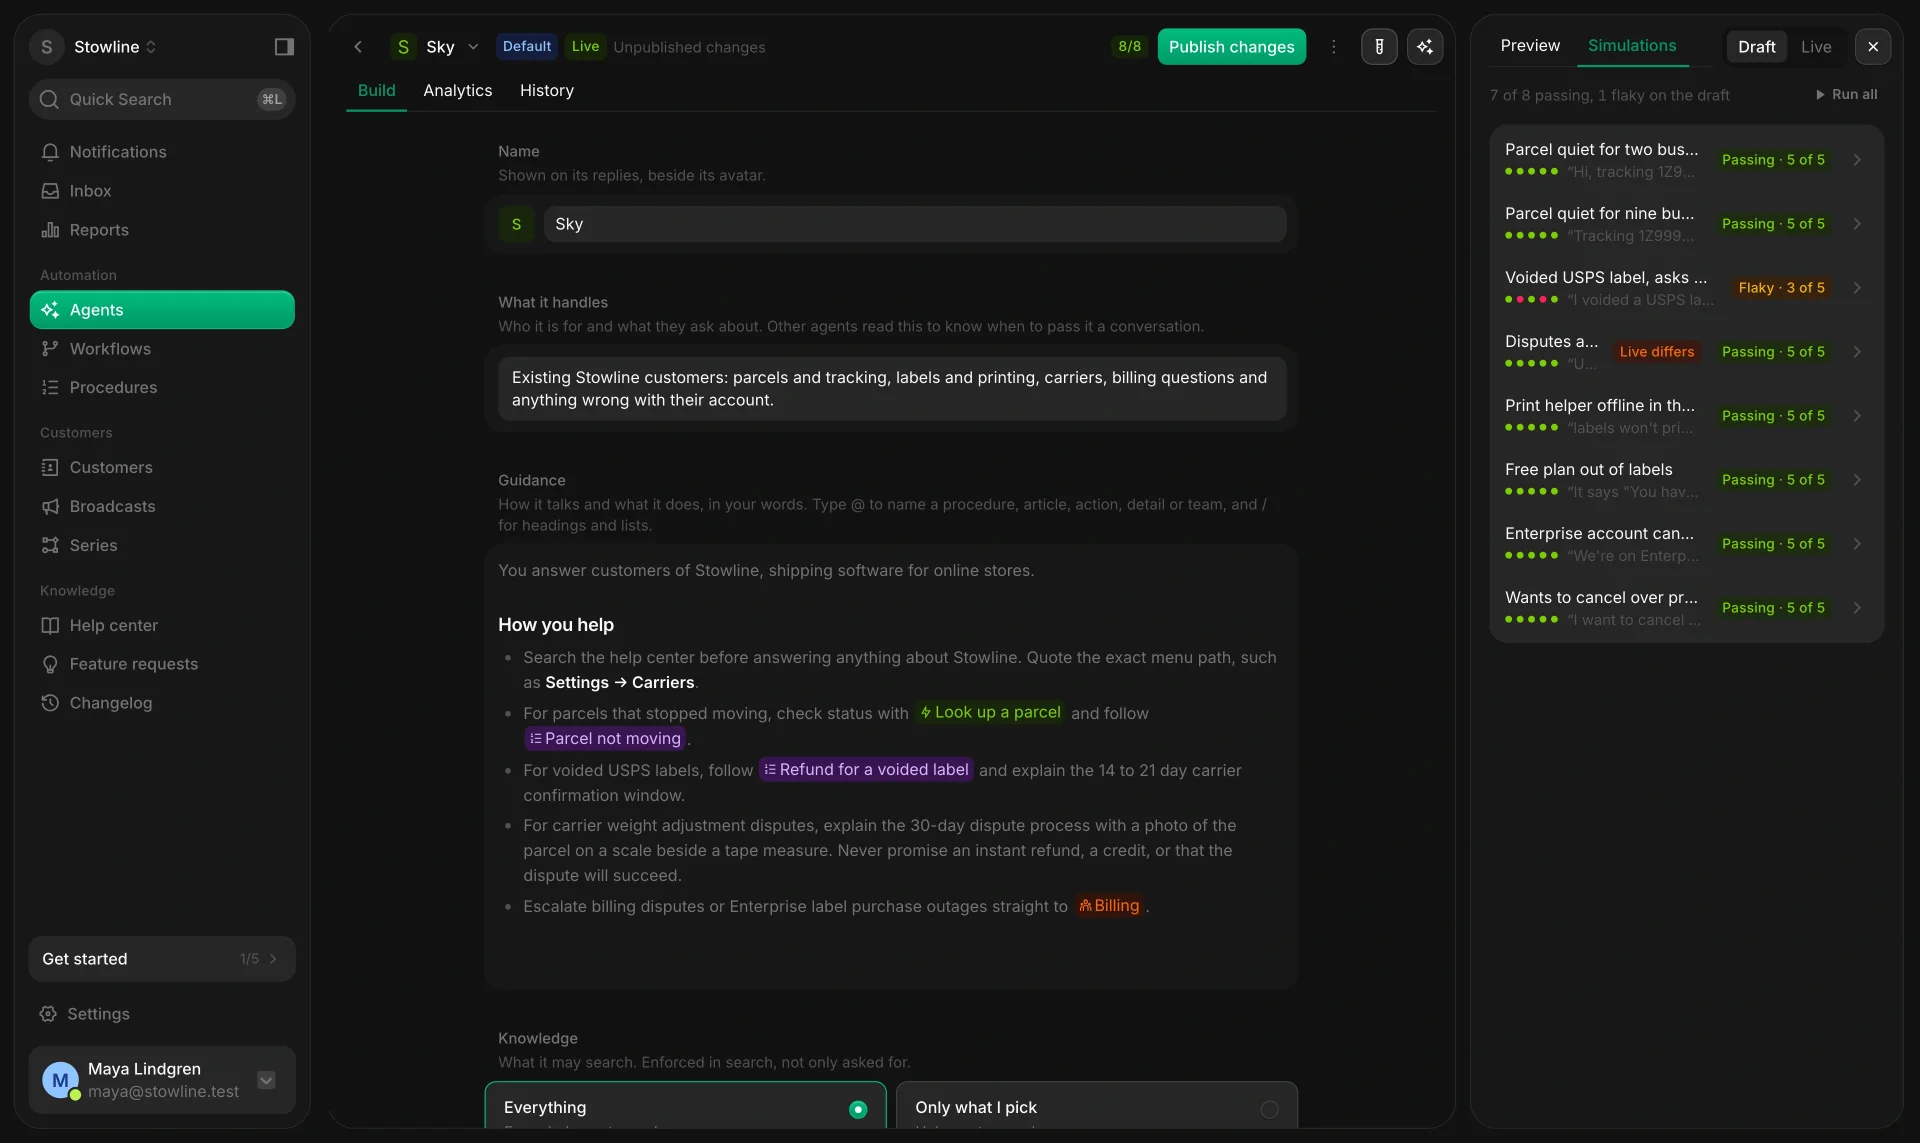 S
Stowline
Quick Search
⌘L
Notifications
Inbox
Reports
Automation
Agents
Workflows
Procedures
Customers
Customers
Broadcasts
Series
Knowledge
Help center
Feature requests
Changelog
Get started
1/5
Settings
M
Maya Lindgren
maya@stowline.test
S
Sky
Default
Live
Unpublished changes
8/8
Publish changes
Build
Analytics
History
Name
Shown on its replies, beside its avatar.
S
Sky
What it handles
Who it is for and what they ask about. Other agents read this to know when to pass it a conversation.
Existing Stowline customers: parcels and tracking, labels and printing, carriers, billing questions and
anything wrong with their account.
Guidance
How it talks and what it does, in your words. Type @ to name a procedure, article, action, detail or team, and /
for headings and lists.
You answer customers of Stowline, shipping software for online stores.
How you help
Search the help center before answering anything about Stowline. Quote the exact menu path, such
as Settings → Carriers.
For parcels that stopped moving, check status with Look up a parcel and follow
Parcel not moving .
For voided USPS labels, follow Refund for a voided label and explain the 14 to 21 day carrier
confirmation window.
For carrier weight adjustment disputes, explain the 30-day dispute process with a photo of the
parcel on a scale beside a tape measure. Never promise an instant refund, a credit, or that the
dispute will succeed.
Escalate billing disputes or Enterprise label purchase outages straight to Billing .
Knowledge
What it may search. Enforced in search, not only asked for.
Everything
Only what I pick
Preview
Simulations
Draft
Live
7 of 8 passing, 1 flaky on the draft
Run all
Parcel quiet for two bus...
Passing · 5 of 5
"Hi, tracking 1Z9...
Parcel quiet for nine bu...
Passing · 5 of 5
"Tracking 1Z999...
Voided USPS label, asks ...
Flaky · 3 of 5
"I voided a USPS la...
Disputes a...
Live differs
Passing · 5 of 5
"U...
Print helper offline in th...
Passing · 5 of 5
"labels won't pri...
Free plan out of labels
Passing · 5 of 5
"It says "You hav...
Enterprise account can...
Passing · 5 of 5
"We're on Enterp...
Wants to cancel over pr...
Passing · 5 of 5
"I want to cancel ...